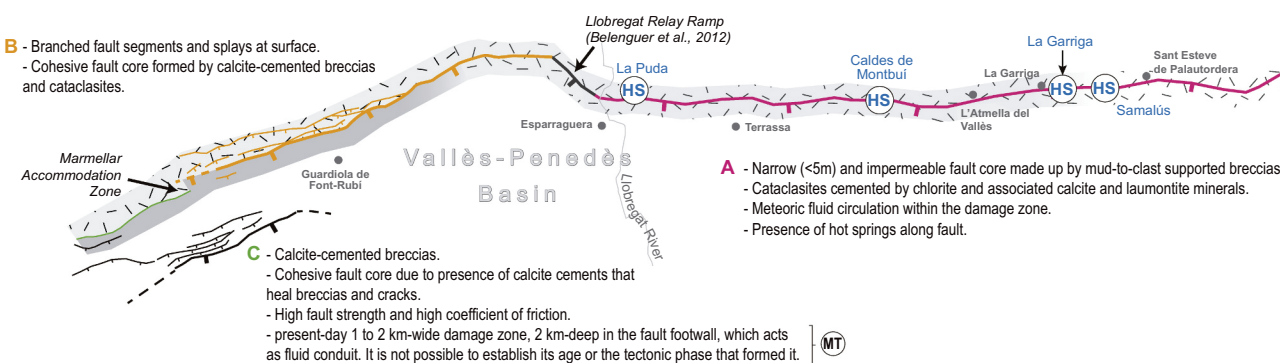 B - Branched fault segments and splays at surface.
- Cohesive fault core formed by calcite-cemented breccias
and cataclasites.
Llobregat Relay Ramp
(Belenguer et al., 2012)
La Puda
HS
Caldes de
Montbuí
HS
La Garriga
La Garriga
HS
HS
Samalús
Sant Esteve
de Palautordera
L'Atmella del
Vallès
Esparraguera
Terrassa
Marmellar
Accommodation
Zone
Guardiola de
Font-Rubí
Vallès-Penedès
Basin
Llobregat River
A - Narrow (<5m) and impermeable fault core made up by mud-to-clast supported breccias
- Cataclasites cemented by chlorite and associated calcite and laumontite minerals.
- Meteoric fluid circulation within the damage zone.
- Presence of hot springs along fault.
C - Calcite-cemented breccias.
- Cohesive fault core due to presence of calcite cements that
heal breccias and cracks.
- High fault strength and high coefficient of friction.
- present-day 1 to 2 km-wide damage zone, 2 km-deep in the fault footwall, which acts
as fluid conduit. It is not possible to establish its age or the tectonic phase that formed it.
MT